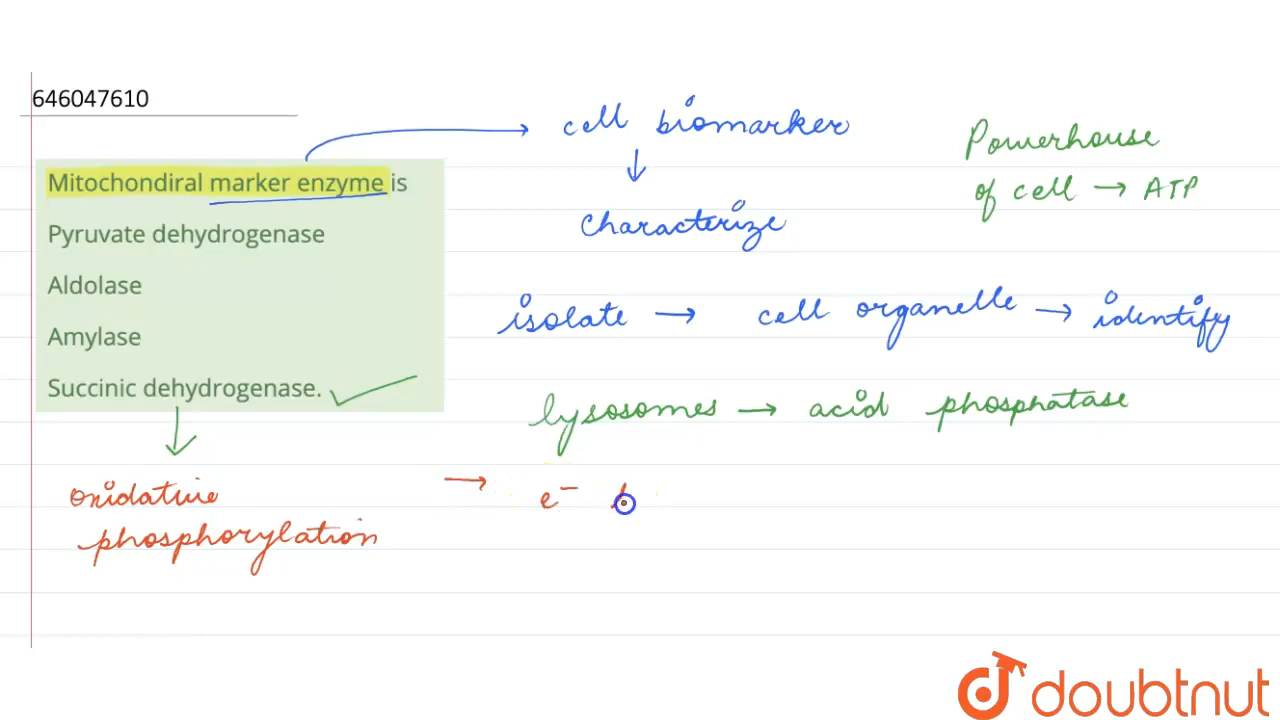 646047610
Mitochondiral marker enzyme is
Pyruvate dehydrogenase
Aldolase
Amylase
Succinic dehydrogenase.
cell biomarker
characterize
Powerhouse
of cell → ATP
isolate → cell organelle → identify
lysosomes → acid phosphatase
oxidative
phosphorylation
→ e⁻
doubtnut